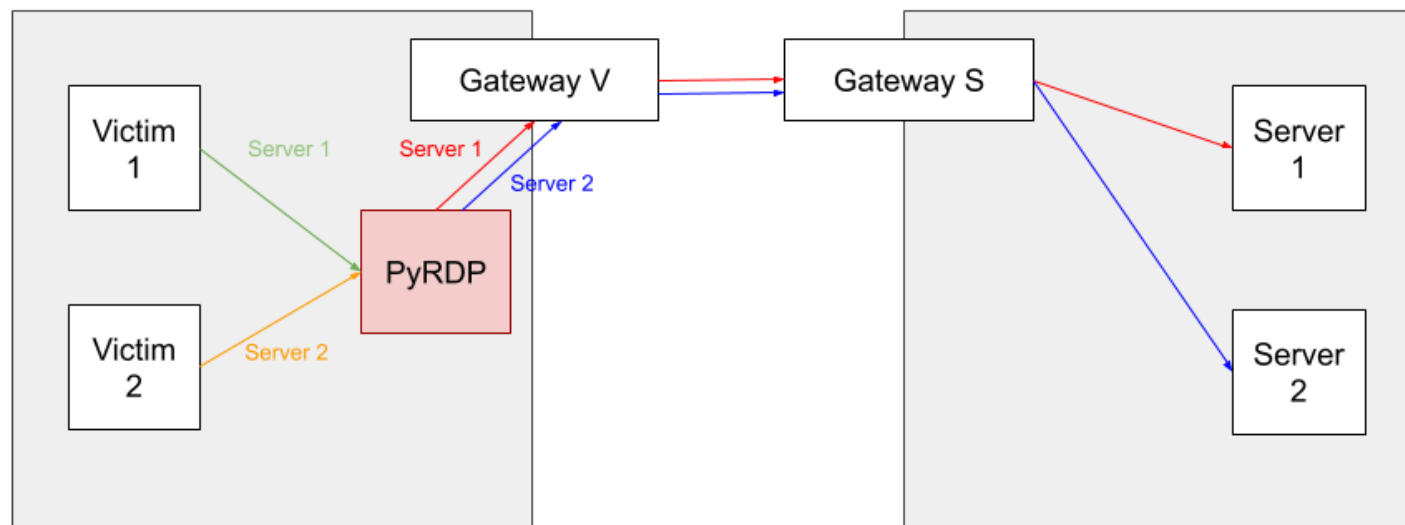 Gateway V
Gateway S
Victim
1
Server 1
Server 1
Server
1
Server 2
PyRDP
Victim
2
Server 2
Server
2